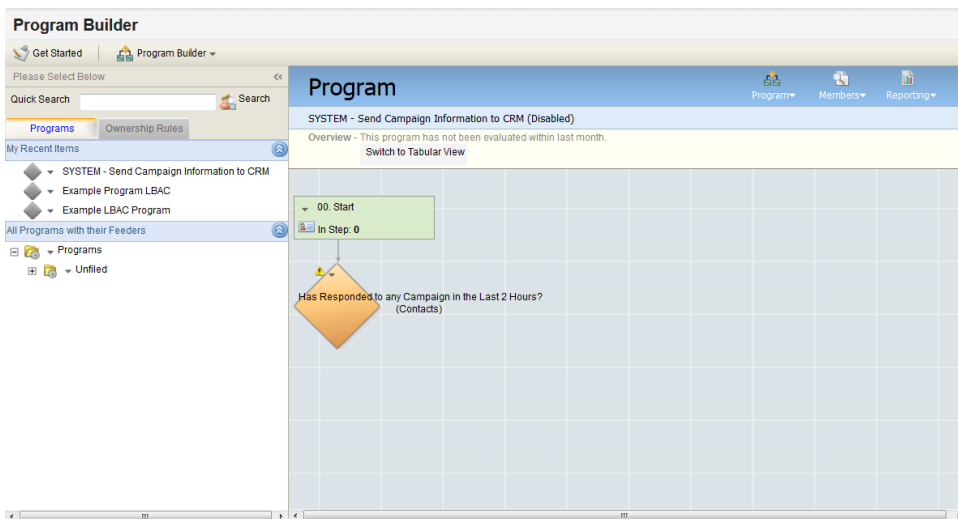 Program Builder
Get Started
Program Builder
Please Select Below
Quick Search
Search
Programs
Ownership Rules
My Recent Items
SYSTEM - Send Campaign Information to CRM
Example Program LBAC
Example LBAC Program
All Programs with their Feeders
Programs
Unfiled
Program
Program
Members
Reporting
SYSTEM - Send Campaign Information to CRM (Disabled)
Overview - This program has not been evaluated within last month.
Switch to Tabular View
00. Start
In Step: 0
Has Responded to any Campaign in the Last 2 Hours?
(Contacts)